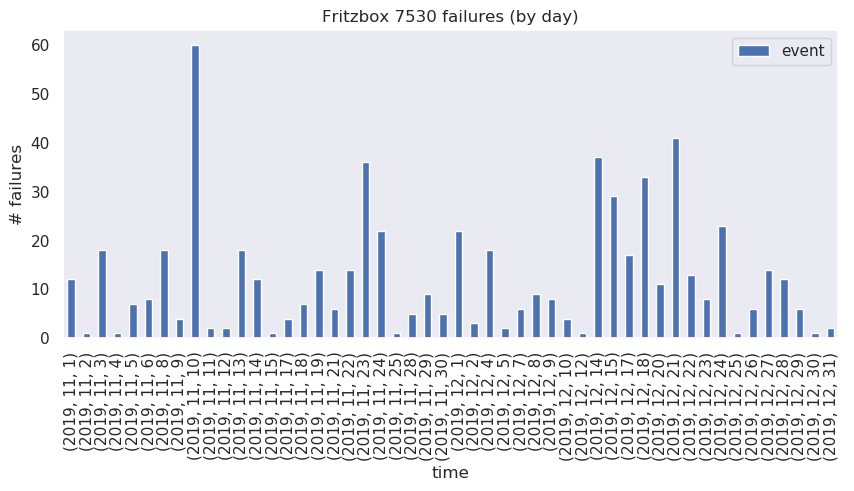 Fritzbox 7530 failures (by day)
event
# failures
60
50
40
30
20
10
0
(2019, 11, 1)
(2019, 11, 2)
(2019, 11, 3)
(2019, 11, 4)
(2019, 11, 5)
(2019, 11, 6)
(2019, 11, 8)
(2019, 11, 9)
(2019, 11, 10)
(2019, 11, 11)
(2019, 11, 12)
(2019, 11, 13)
(2019, 11, 14)
(2019, 11, 15)
(2019, 11, 17)
(2019, 11, 18)
(2019, 11, 19)
(2019, 11, 21)
(2019, 11, 22)
(2019, 11, 23)
(2019, 11, 24)
(2019, 11, 25)
(2019, 11, 28)
(2019, 11, 29)
(2019, 11, 30)
(2019, 12, 1)
(2019, 12, 2)
(2019, 12, 4)
(2019, 12, 5)
(2019, 12, 7)
(2019, 12, 8)
(2019, 12, 9)
(2019, 12, 10)
(2019, 12, 12)
(2019, 12, 14)
(2019, 12, 15)
(2019, 12, 17)
(2019, 12, 18)
(2019, 12, 20)
(2019, 12, 21)
(2019, 12, 22)
(2019, 12, 23)
(2019, 12, 24)
(2019, 12, 25)
(2019, 12, 26)
(2019, 12, 27)
(2019, 12, 28)
(2019, 12, 29)
(2019, 12, 30)
(2019, 12, 31)
time